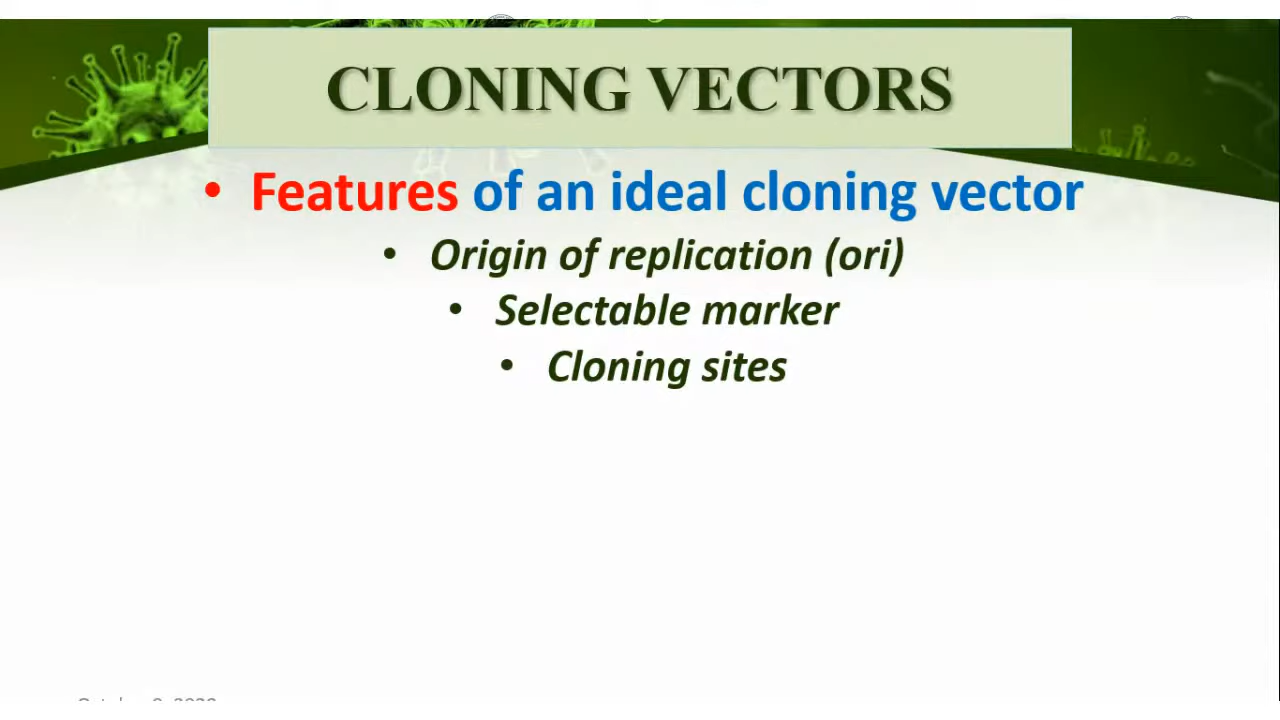 CLONING VECTORS
• Features of an ideal cloning vector
• Origin of replication (ori)
• Selectable marker
• Cloning sites